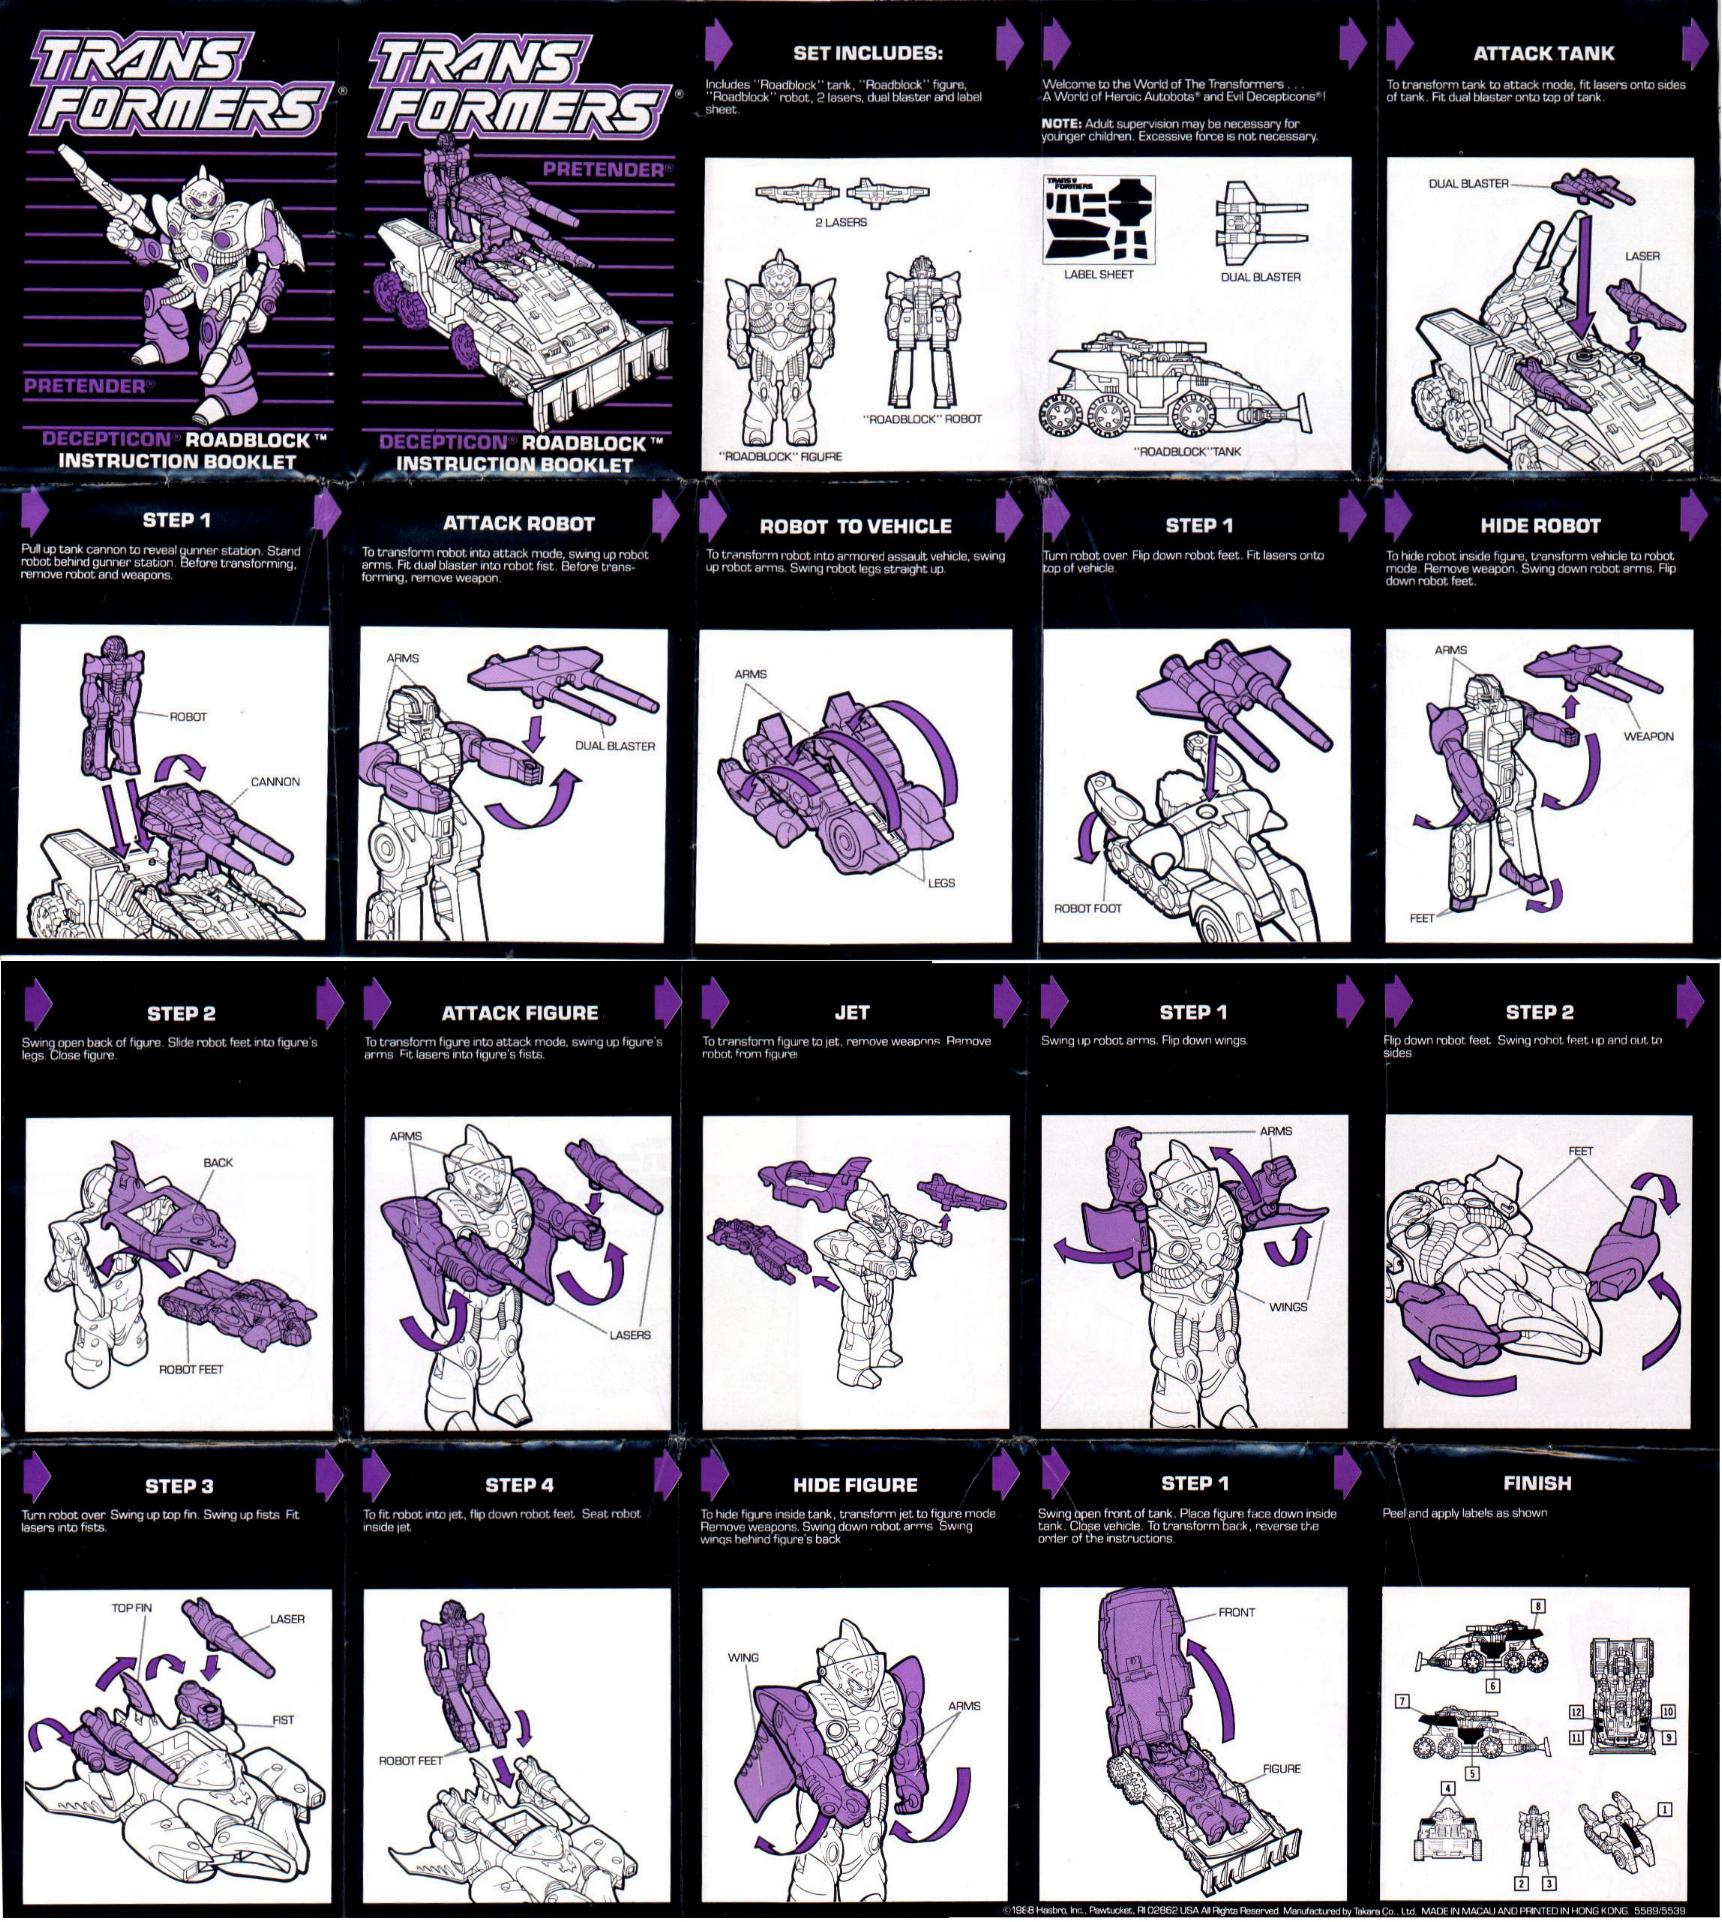 TRANS
FORMERS®
PRETENDER®
DECEPTICON® ROADBLOCK™
INSTRUCTION BOOKLET
TRANS
FORMERS®
PRETENDER®
DECEPTICON® ROADBLOCK™
INSTRUCTION BOOKLET
SET INCLUDES:
Includes "Roadblock" tank, "Roadblock" figure,
"Roadblock" robot, 2 lasers, dual blaster and label
sheet.
2 LASERS
"ROADBLOCK" ROBOT
"ROADBLOCK" FIGURE
Welcome to the World of The Transformers . . .
A World of Heroic Autobots® and Evil Decepticons®!
NOTE: Adult supervision may be necessary for
younger children. Excessive force is not necessary.
TRANS
FORMERS
LABEL SHEET
DUAL BLASTER
"ROADBLOCK" TANK
ATTACK TANK
To transform tank to attack mode, fit lasers onto sides
of tank. Fit dual blaster onto top of tank.
DUAL BLASTER
LASER
STEP 1
Pull up tank cannon to reveal gunner station. Stand
robot behind gunner station. Before transforming,
remove robot and weapons.
ROBOT
CANNON
ATTACK ROBOT
To transform robot into attack mode, swing up robot
arms. Fit dual blaster into robot fist. Before trans-
forming, remove weapon.
ARMS
DUAL BLASTER
ROBOT TO VEHICLE
To transform robot into armored assault vehicle, swing
up robot arms. Swing robot legs straight up.
ARMS
LEGS
STEP 1
Turn robot over. Flip down robot feet. Fit lasers onto
top of vehicle.
ROBOT FOOT
HIDE ROBOT
To hide robot inside figure, transform vehicle to robot
mode. Remove weapon. Swing down robot arms. Flip
down robot feet.
ARMS
WEAPON
FEET
STEP 2
Swing open back of figure. Slide robot feet into figure's
legs. Close figure.
BACK
ROBOT FEET
ATTACK FIGURE
To transform figure into attack mode, swing up figure's
arms. Fit lasers into figure's fists.
ARMS
LASERS
JET
To transform figure to jet, remove weapons. Remove
robot from figure.
STEP 1
Swing up robot arms. Flip down wings.
ARMS
WINGS
STEP 2
Flip down robot feet. Swing robot feet up and out to
sides.
FEET
STEP 3
Turn robot over. Swing up top fin. Swing up fists. Fit
lasers into fists.
TOP FIN
LASER
FIST
STEP 4
To fit robot into jet, flip down robot feet. Seat robot
inside jet.
ROBOT FEET
HIDE FIGURE
To hide figure inside tank, transform jet to figure mode.
Remove weapons. Swing down robot arms. Swing
wings behind figure's back.
WING
ARMS
STEP 1
Swing open front of tank. Place figure face down inside
tank. Close vehicle. To transform back, reverse the
order of the instructions.
FRONT
FIGURE
FINISH
Peel and apply labels as shown
8
6
7
5
12
10
11
9
4
1
2
3
©1988 Hasbro, Inc., Pawtucket, RI 02862 USA All Rights Reserved. Manufactured by Takara Co., Ltd. MADE IN MACAU AND PRINTED IN HONG KONG. 5589/5539